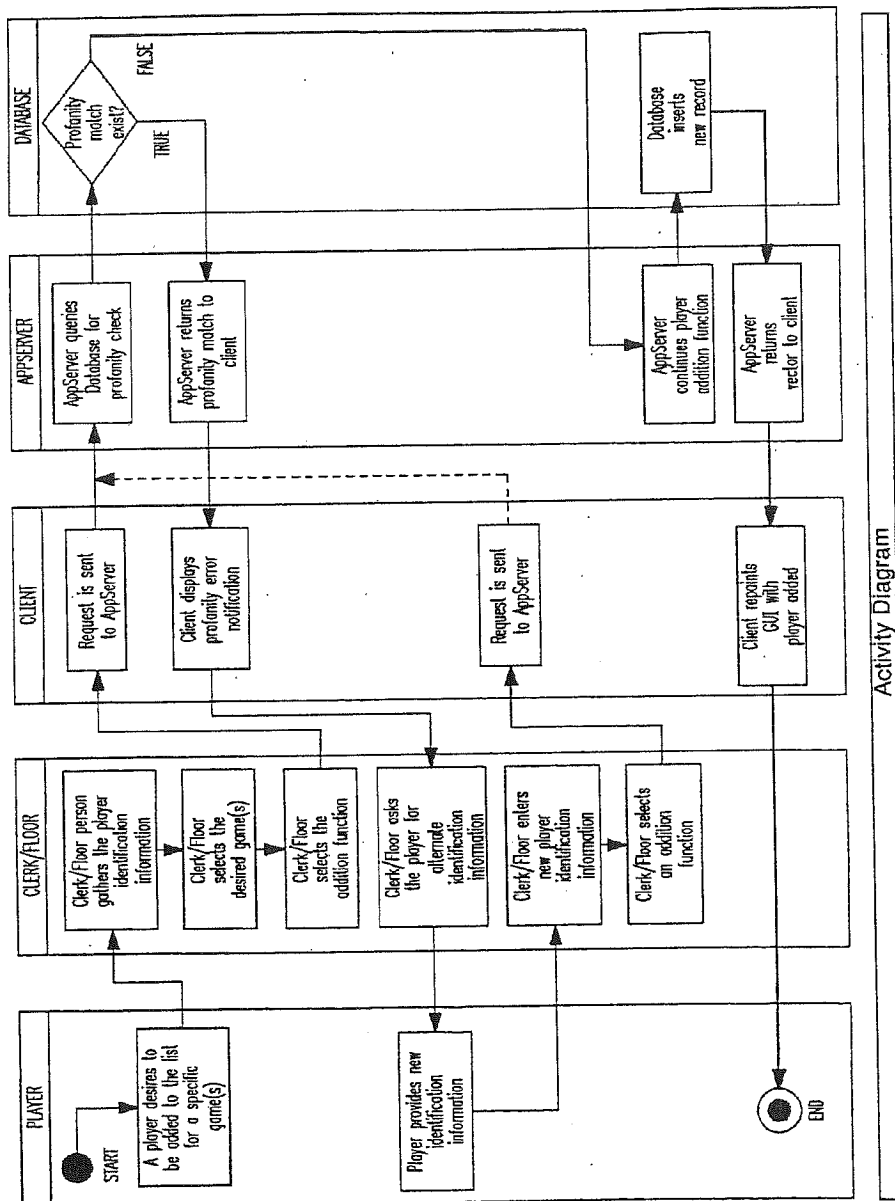 PLAYER
START
A player desires to
be added to the list
for a specific
game(s)
Player provides new
identification
information
END
CLERK/FLOOR
Clerk/Floor person
gathers the player
identification
information
Clerk/Floor
selects the
desired game(s)
Clerk/Floor
selects the
addition function
Clerk/Floor asks
the player for
alternate
identification
information
Clerk/Floor enters
new player
identification
information
Clerk/Floor selects
an addition
function
CLIENT
Request is sent
to AppServer
Client displays
profanity error
notification
Request is sent
to AppServer
Client repaints
GUI with
player added
APPSERVER
AppServer queries
Database for
profanity check
AppServer returns
profanity match to
client
AppServer
continues player
addition function
AppServer
returns
vector to client
DATABASE
Profanity
match
exist?
TRUE
FALSE
Database
inserts
new record
Activity Diagram